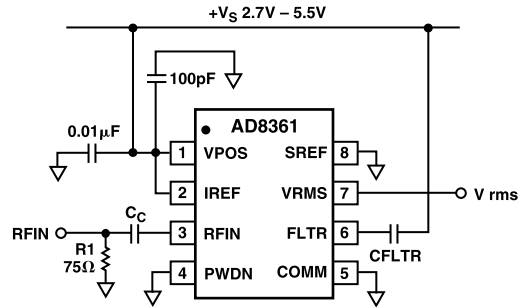 +VS 2.7V – 5.5V
100pF
0.01µF
AD8361
1 VPOS SREF 8
2 IREF VRMS 7
V rms
RFIN
CC
3 RFIN FLTR 6
R1
75Ω
CFLTR
4 PWDN COMM 5